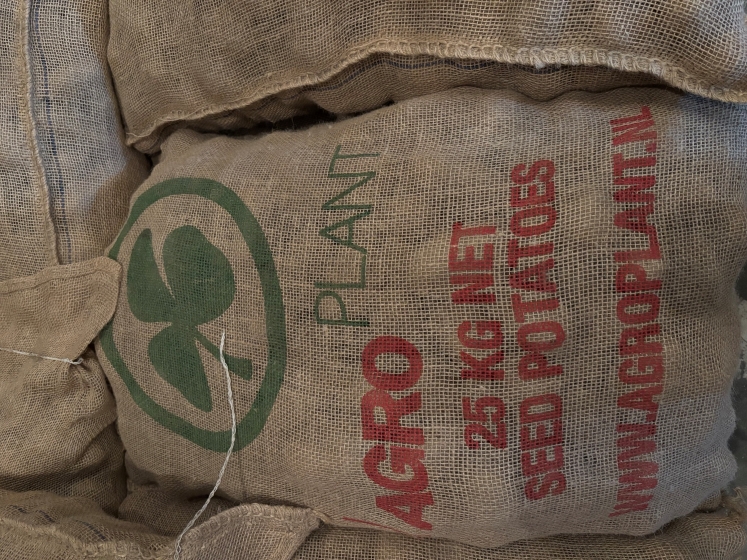 AGRO
PLANT
25 KG NET
SEED POTATOES
WWW.AGROPLANT.NL